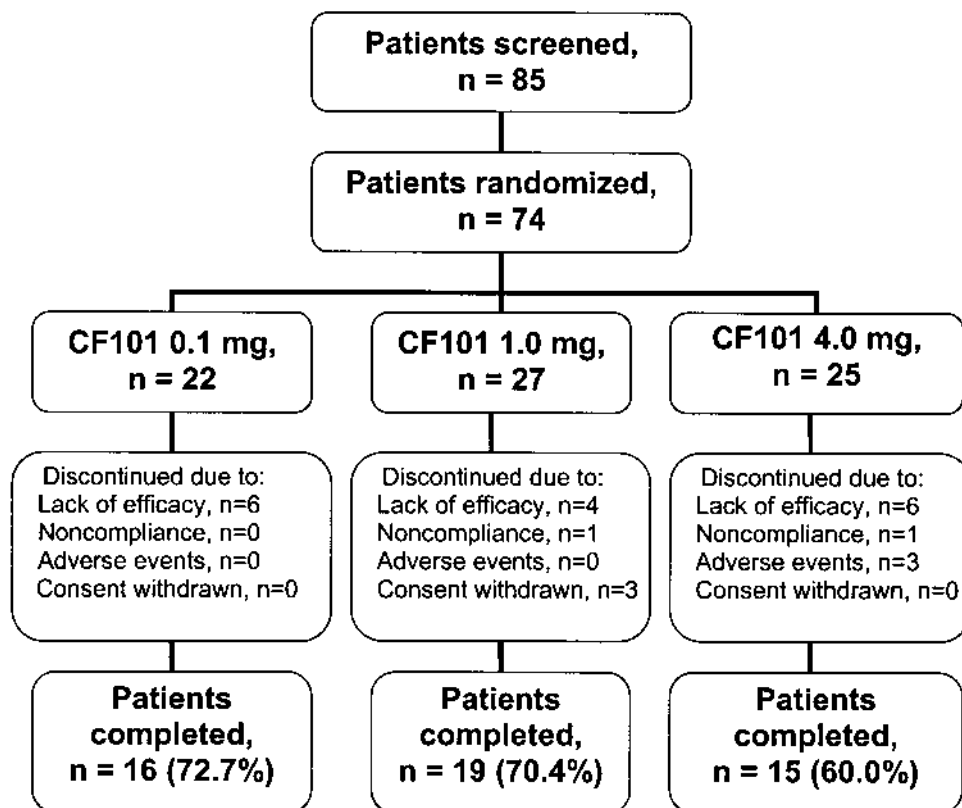 Patients screened,
n = 85
Patients randomized,
n = 74
CF101 0.1 mg,
n = 22
CF101 1.0 mg,
n = 27
CF101 4.0 mg,
n = 25
Discontinued due to:
Lack of efficacy, n=6
Noncompliance, n=0
Adverse events, n=0
Consent withdrawn, n=0
Discontinued due to:
Lack of efficacy, n=4
Noncompliance, n=1
Adverse events, n=0
Consent withdrawn, n=3
Discontinued due to:
Lack of efficacy, n=6
Noncompliance, n=1
Adverse events, n=3
Consent withdrawn, n=0
Patients
completed,
n = 16 (72.7%)
Patients
completed,
n = 19 (70.4%)
Patients
completed,
n = 15 (60.0%)